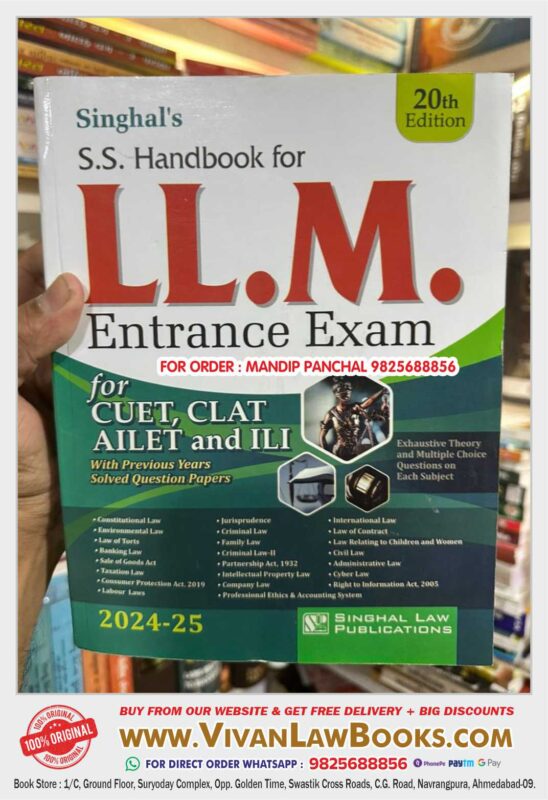 20th
Edition
Singhal's
S.S. Handbook for
LL.M.
Entrance Exam
FOR ORDER : MANDIP PANCHAL 9825688856
for
CUET, CLAT
AILET and ILI
With Previous Years
Solved Question Papers
Exhaustive Theory
and Multiple Choice
Questions on
Each Subject
• Constitutional Law
• Environmental Law
• Law of Torts
• Banking Law
• Sale of Goods Act
• Taxation Law
• Consumer Protection Act, 2019
• Labour Laws
• Jurisprudence
• Criminal Law
• Family Law
• Criminal Law-II
• Partnership Act, 1932
• Intellectual Property Law
• Company Law
• Professional Ethics & Accounting System
• International Law
• Law of Contract
• Law Relating to Children and Women
• Civil Law
• Administrative Law
• Cyber Law
• Right to Information Act, 2005
2024-25
SINGHAL LAW
PUBLICATIONS
100% ORIGINAL
BUY FROM OUR WEBSITE & GET FREE DELIVERY + BIG DISCOUNTS
www.VivanLawBooks.com
FOR DIRECT ORDER WHATSAPP : 9825688856 PhonePe paytm G Pay
Book Store : 1/C, Ground Floor, Suryoday Complex, Opp. Golden Time, Swastik Cross Roads, C.G. Road, Navrangpura, Ahmedabad-09.